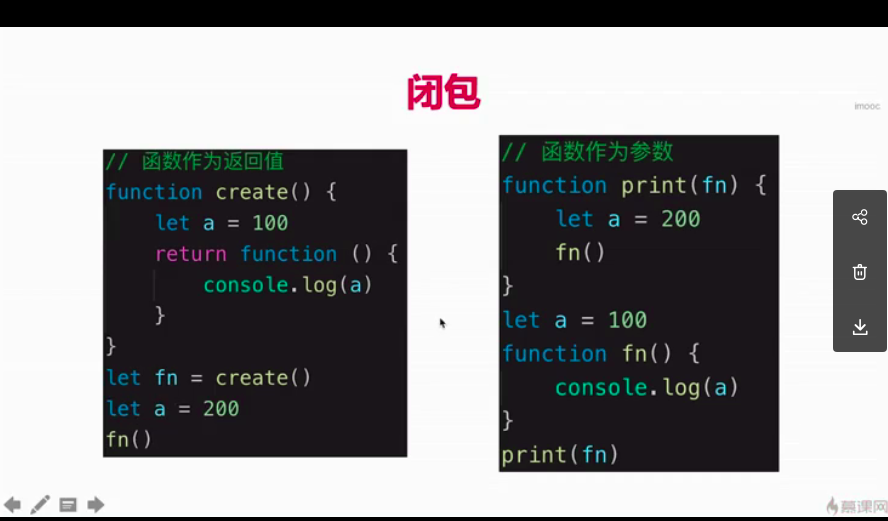 闭包
imooc
// 函数作为返回值
function create() {
    let a = 100
    return function () {
        console.log(a)
    }
}
let fn = create()
let a = 200
fn()
// 函数作为参数
function print(fn) {
    let a = 200
    fn()
}
let a = 100
function fn() {
    console.log(a)
}
print(fn)
慕课网